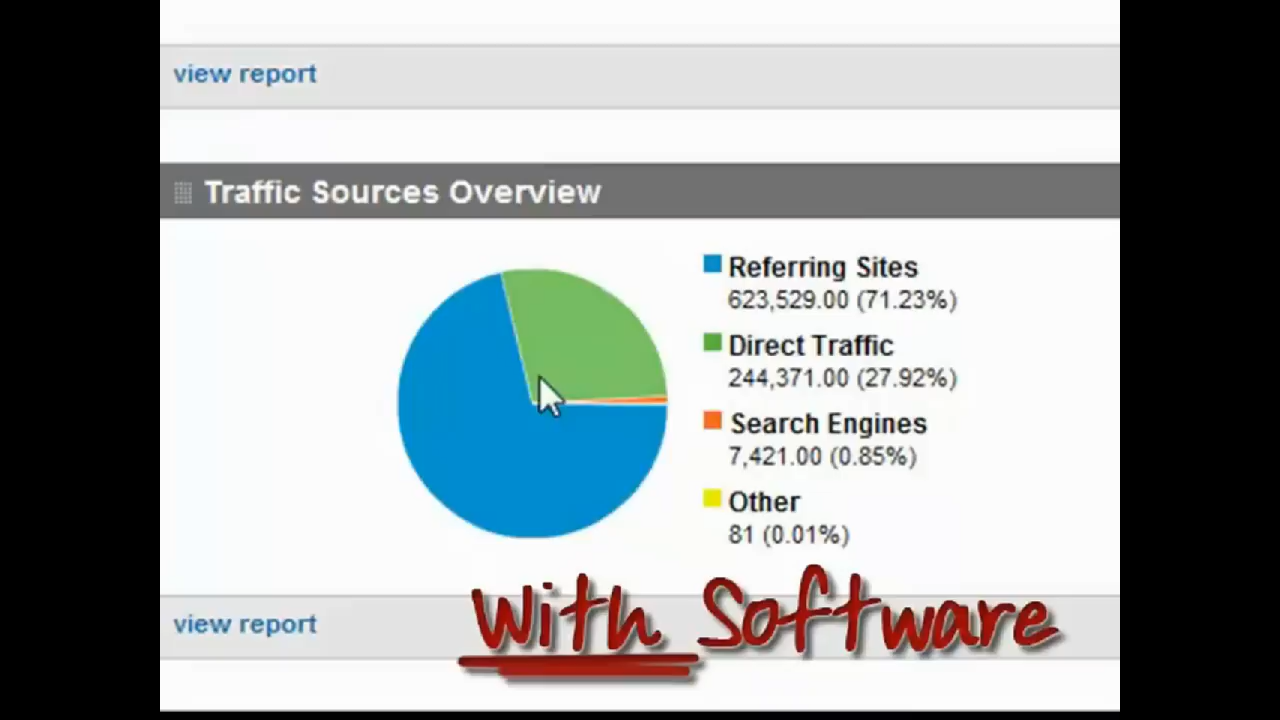 view report
Traffic Sources Overview
Referring Sites
623,529.00 (71.23%)
Direct Traffic
244,371.00 (27.92%)
Search Engines
7,421.00 (0.85%)
Other
81 (0.01%)
view report
With Software